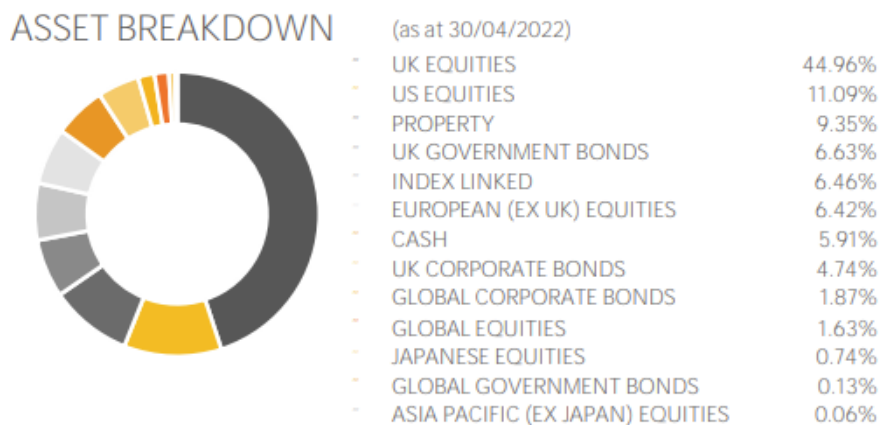 ASSET BREAKDOWN (as at 30/04/2022)
UK EQUITIES 44.96%
US EQUITIES 11.09%
PROPERTY 9.35%
UK GOVERNMENT BONDS 6.63%
INDEX LINKED 6.46%
EUROPEAN (EX UK) EQUITIES 6.42%
CASH 5.91%
UK CORPORATE BONDS 4.74%
GLOBAL CORPORATE BONDS 1.87%
GLOBAL EQUITIES 1.63%
JAPANESE EQUITIES 0.74%
GLOBAL GOVERNMENT BONDS 0.13%
ASIA PACIFIC (EX JAPAN) EQUITIES 0.06%